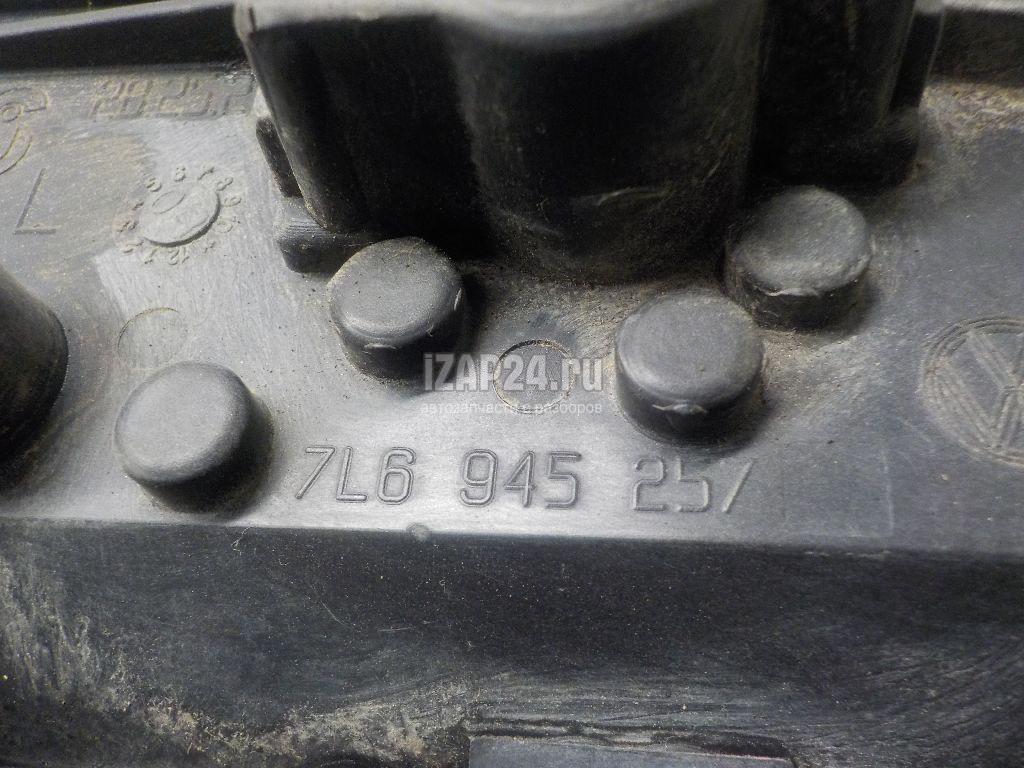 iZAP24.ru
автозапчасти с разборов
7L6 945 257